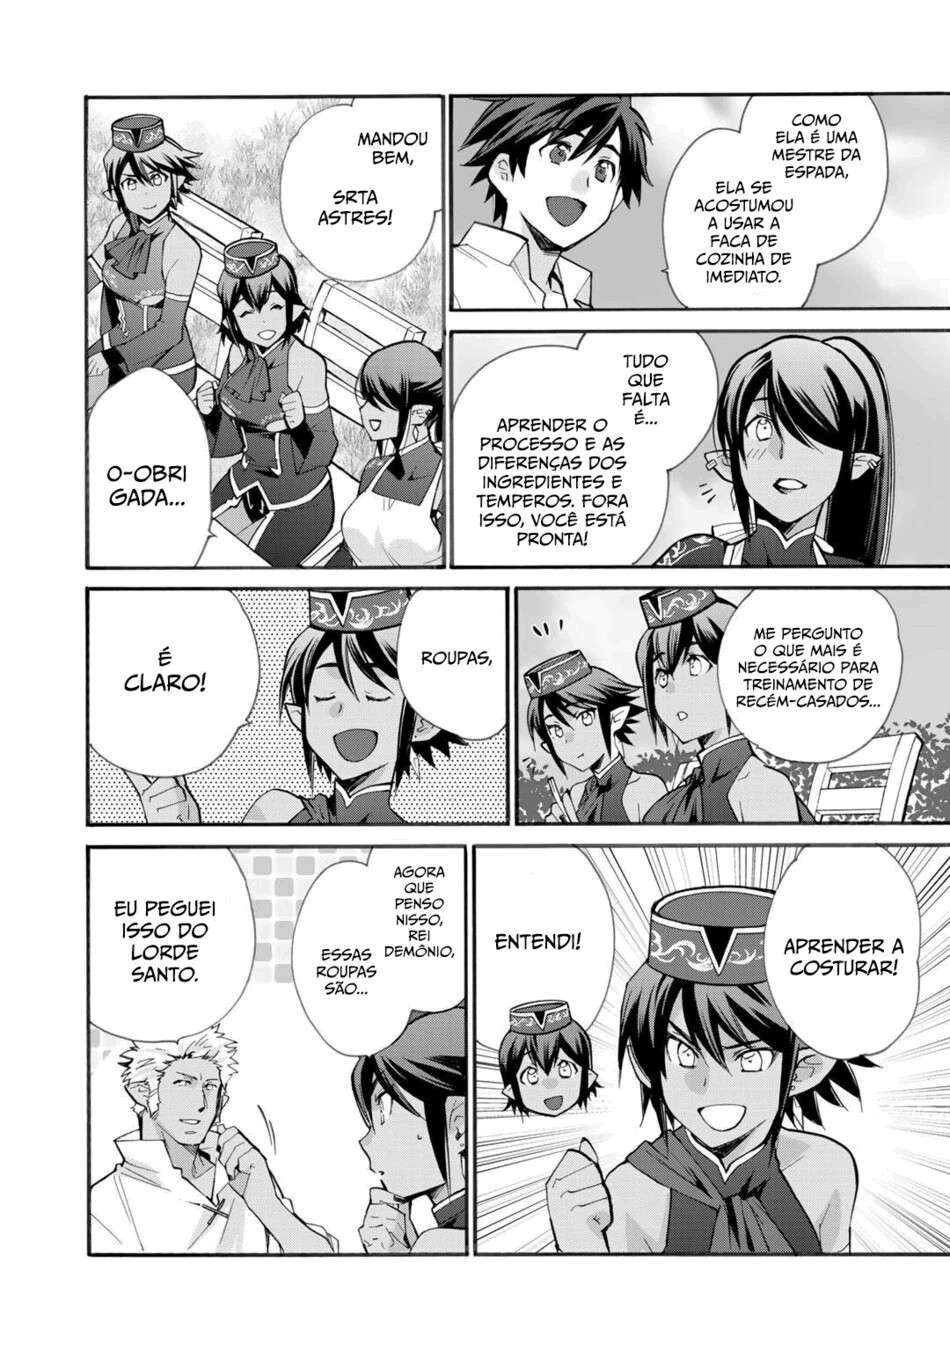 COMO
ELA É UMA
MESTRE DA
ESPADA,
ELA SE
ACOSTUMOU
A USAR A
FACA DE
COZINHA DE
IMEDIATO.
TUDO
QUE
FALTA
É...
APRENDER O
PROCESSO E AS
DIFERENÇAS DOS
INGREDIENTES E
TEMPEROS. FORA
ISSO, VOCÊ ESTÁ
PRONTA!
MANDOU
BEM,
SRTA
ASTRES!
O-OBRI
GADA...
ME PERGUNTO
O QUE MAIS É
NECESSÁRIO PARA
TREINAMENTO DE
RECÉM-CASADOS...
ROUPAS,
É
CLARO!
APRENDER A
COSTURAR!
ENTENDI!
AGORA
QUE
PENSO
NISSO,
REI
DEMÔNIO,
ESSAS
ROUPAS
SÃO...
EU PEGUEI
ISSO DO
LORDE
SANTO.